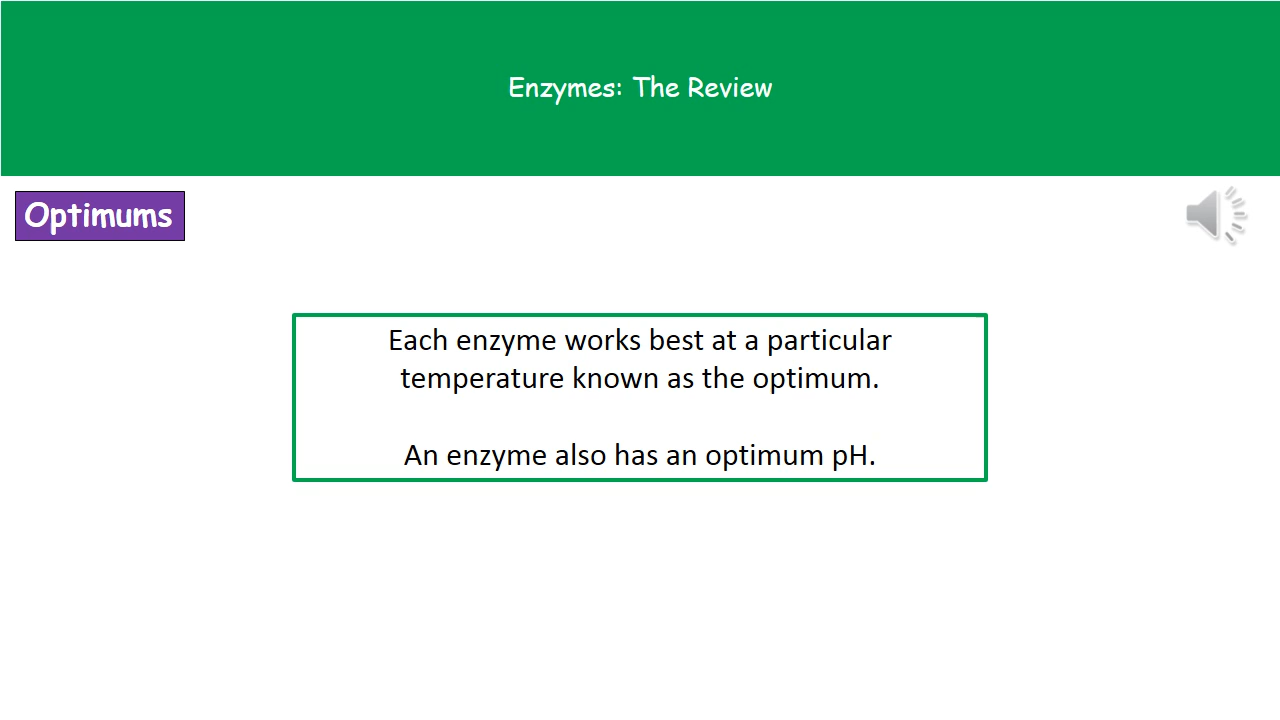 Enzymes: The Review
Optimums
Each enzyme works best at a particular
temperature known as the optimum.
An enzyme also has an optimum pH.